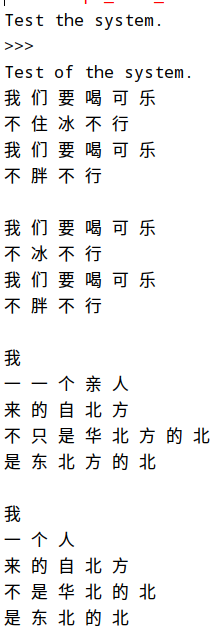 Test the system.
>>>
Test of the system.
我 们 要 喝 可 乐
不 住 冰 不 行
我 们 要 喝 可 乐
不 胖 不 行
我 们 要 喝 可 乐
不 冰 不 行
我 们 要 喝 可 乐
不 胖 不 行
我
一 一 个 亲 人
来 的 自 北 方
不 只 是 华 北 方 的 北
是 东 北 方 的 北
我
一 个 人
来 的 自 北 方
不 是 华 北 的 北
是 东 北 的 北